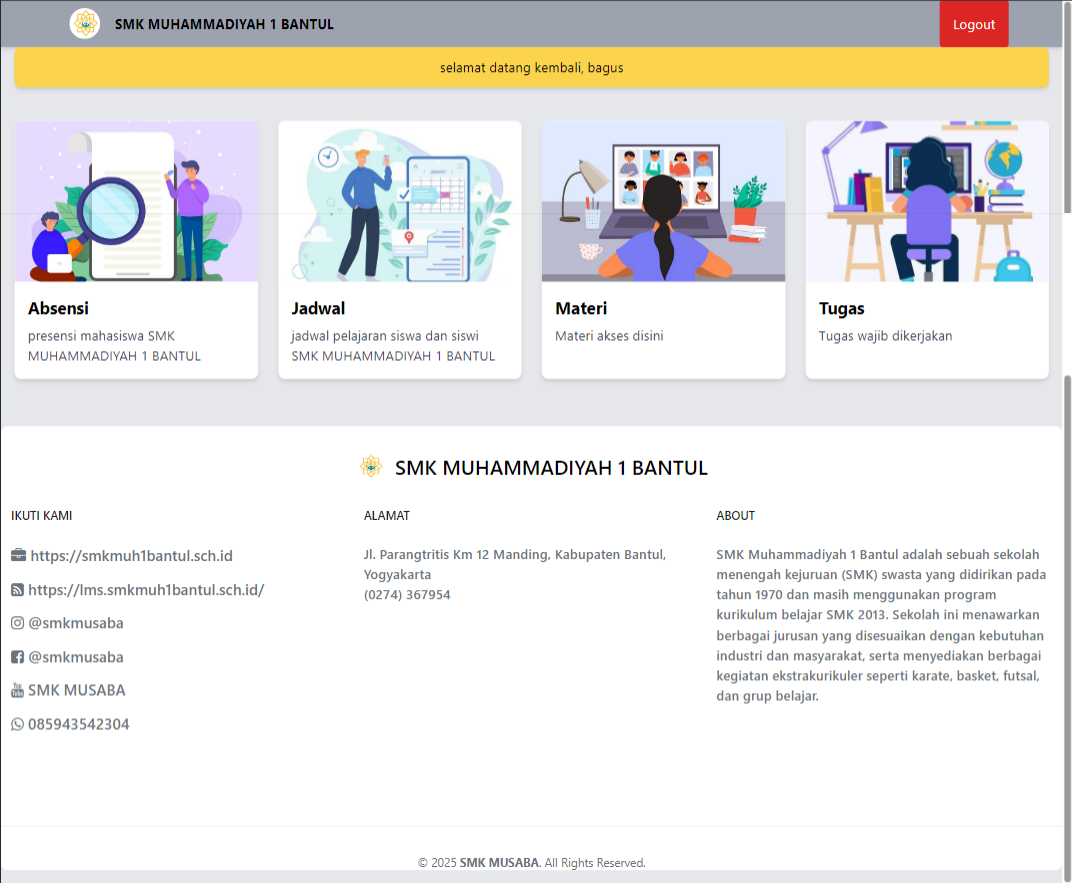 SMK MUHAMMADIYAH 1 BANTUL
Logout
selamat datang kembali, bagus
Absensi
presensi mahasiswa SMK
MUHAMMADIYAH 1 BANTUL
Jadwal
jadwal pelajaran siswa dan siswi
SMK MUHAMMADIYAH 1 BANTUL
Materi
Materi akses disini
Tugas
Tugas wajib dikerjakan
SMK MUHAMMADIYAH 1 BANTUL
IKUTI KAMI
https://smkmuh1bantul.sch.id
https://lms.smkmuh1bantul.sch.id/
@smkmusaba
@smkmusaba
SMK MUSABA
085943542304
ALAMAT
Jl. Parangtritis Km 12 Manding, Kabupaten Bantul,
Yogyakarta
(0274) 367954
ABOUT
SMK Muhammadiyah 1 Bantul adalah sebuah sekolah
menengah kejuruan (SMK) swasta yang didirikan pada
tahun 1970 dan masih menggunakan program
kurikulum belajar SMK 2013. Sekolah ini menawarkan
berbagai jurusan yang disesuaikan dengan kebutuhan
industri dan masyarakat, serta menyediakan berbagai
kegiatan ekstrakurikuler seperti karate, basket, futsal,
dan grup belajar.
© 2025 SMK MUSABA. All Rights Reserved.